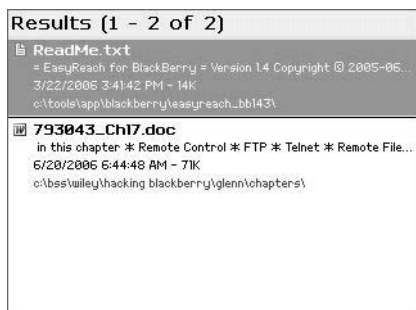 Results (1 - 2 of 2)
ReadMe.txt
= EasyReach for BlackBerry = Version 1.4 Copyright © 2005-06...
3/22/2006 3:41:42 PM - 14K
c:\tools\app\blackberry\easyreach_bb143\
793043_Ch17.doc
in this chapter * Remote Control * FTP * Telnet * Remote File...
6/20/2006 6:44:48 AM - 71K
c:\bss\wiley\hacking blackberry\glenn\chapters\